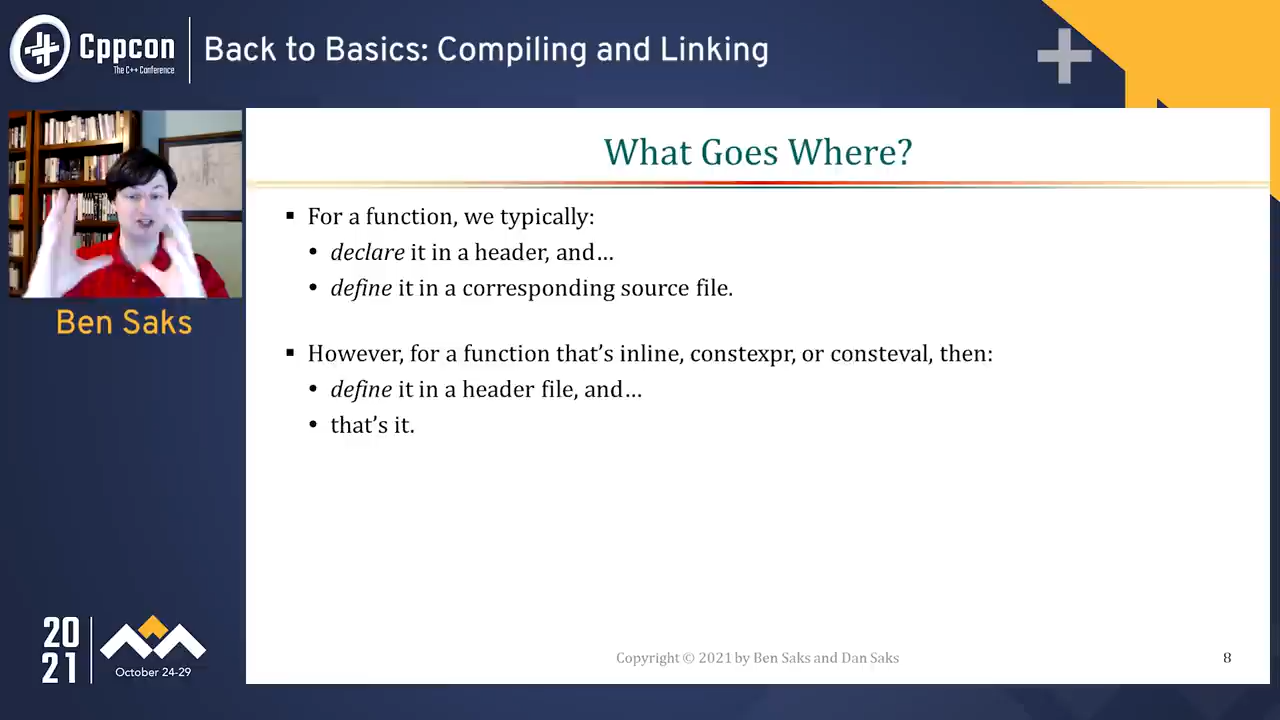 Cppcon
The C++ Conference
Back to Basics: Compiling and Linking
Ben Saks
What Goes Where?
▪ For a function, we typically:
• declare it in a header, and…
• define it in a corresponding source file.
▪ However, for a function that’s inline, constexpr, or consteval, then:
• define it in a header file, and…
• that’s it.
Copyright © 2021 by Ben Saks and Dan Saks
8
20
21
October 24-29